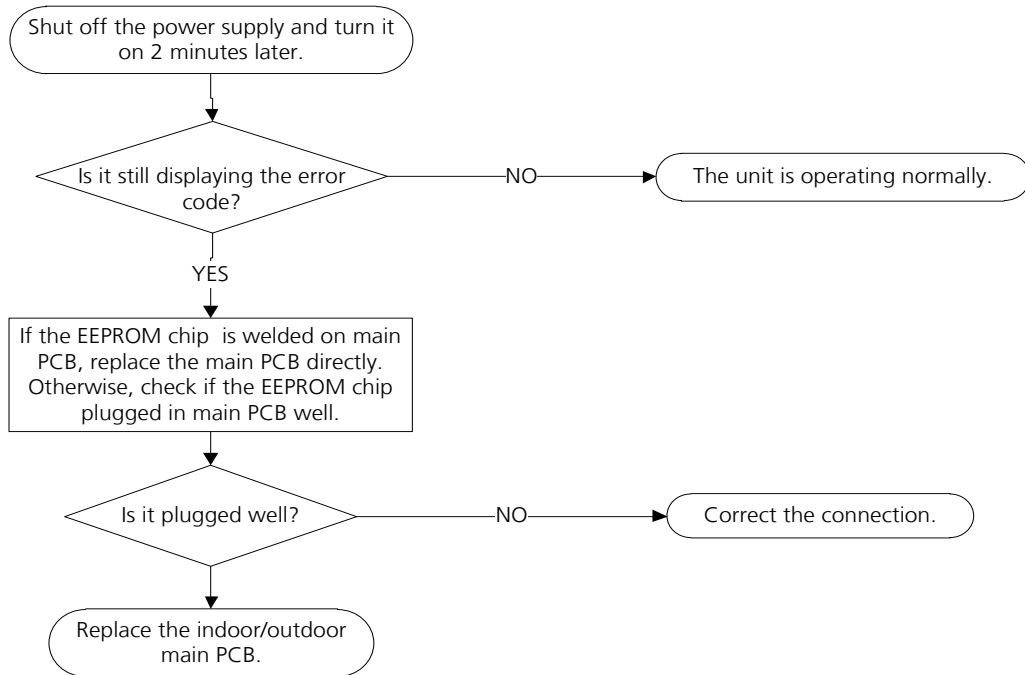 Shut off the power supply and turn it
on 2 minutes later.
Is it still displaying the error
code?
NO
The unit is operating normally.
YES
If the EEPROM chip  is welded on main
PCB, replace the main PCB directly.
Otherwise, check if the EEPROM chip
plugged in main PCB well.
Is it plugged well?
NO
Correct the connection.
Replace the indoor/outdoor
main PCB.